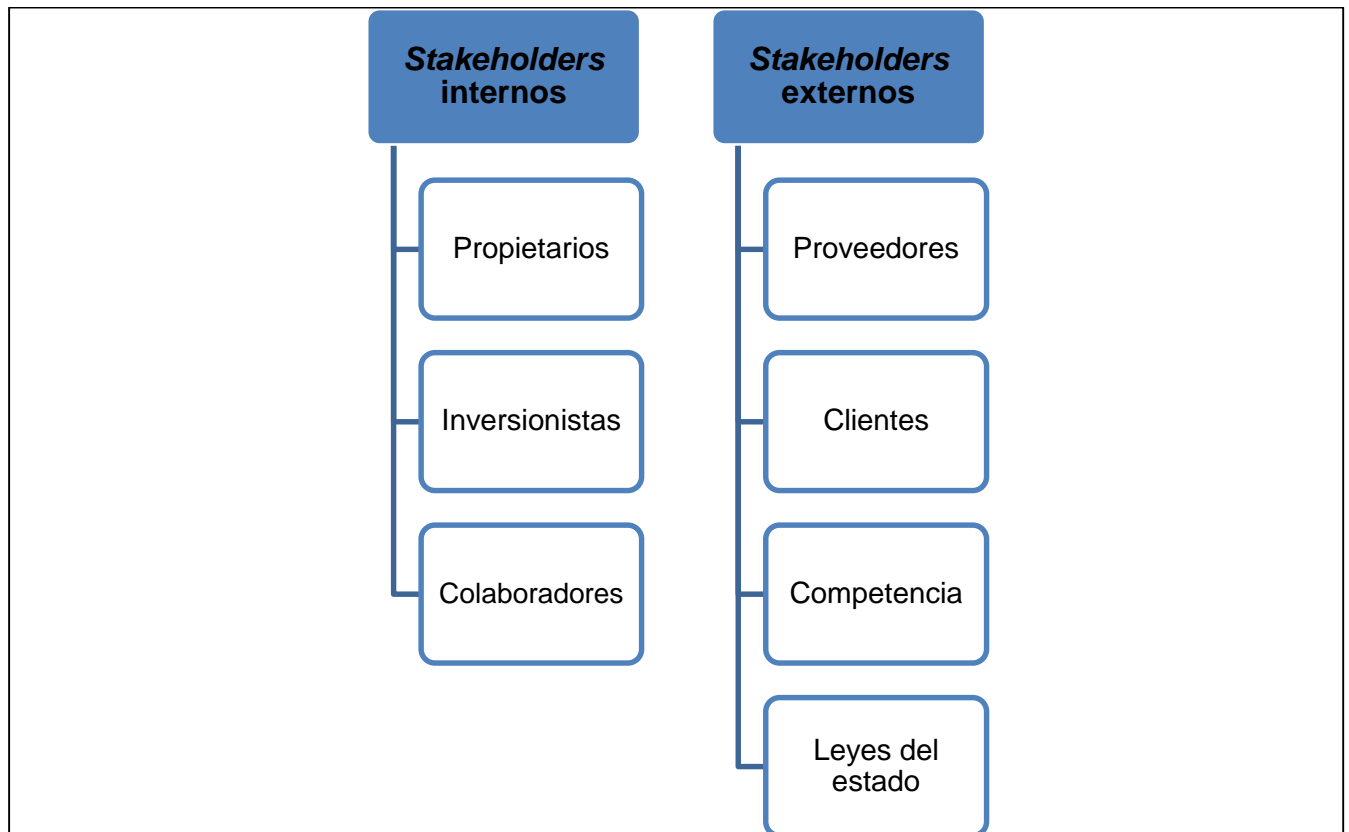 Stakeholders
internos
Propietarios
Inversionistas
Colaboradores
Stakeholders
externos
Proveedores
Clientes
Competencia
Leyes del
estado